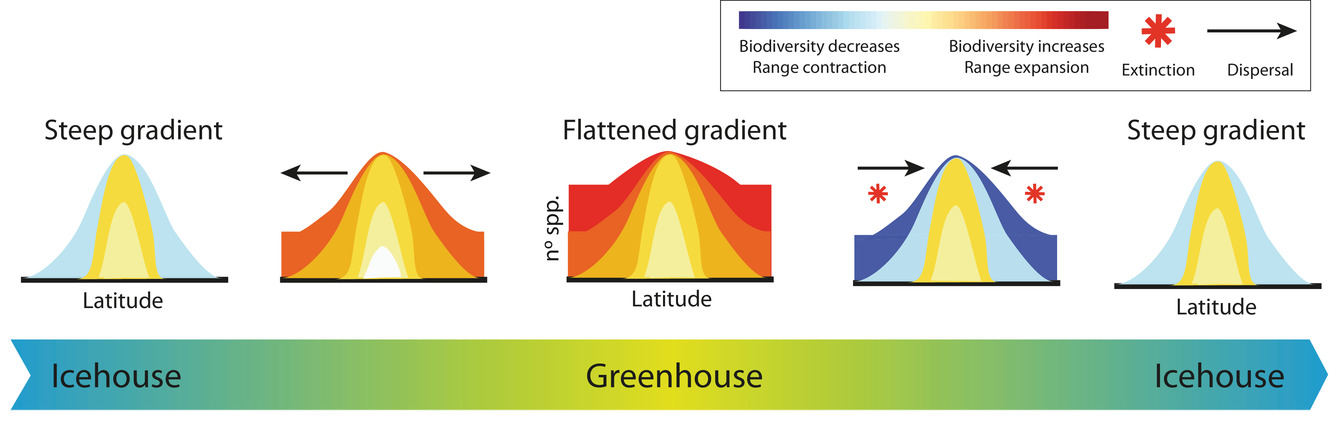 Biodiversity decreases
Range contraction
Biodiversity increases
Range expansion
Extinction
Dispersal
Steep gradient
Flattened gradient
Steep gradient
nº spp.
Latitude
Latitude
Latitude
Icehouse
Greenhouse
Icehouse